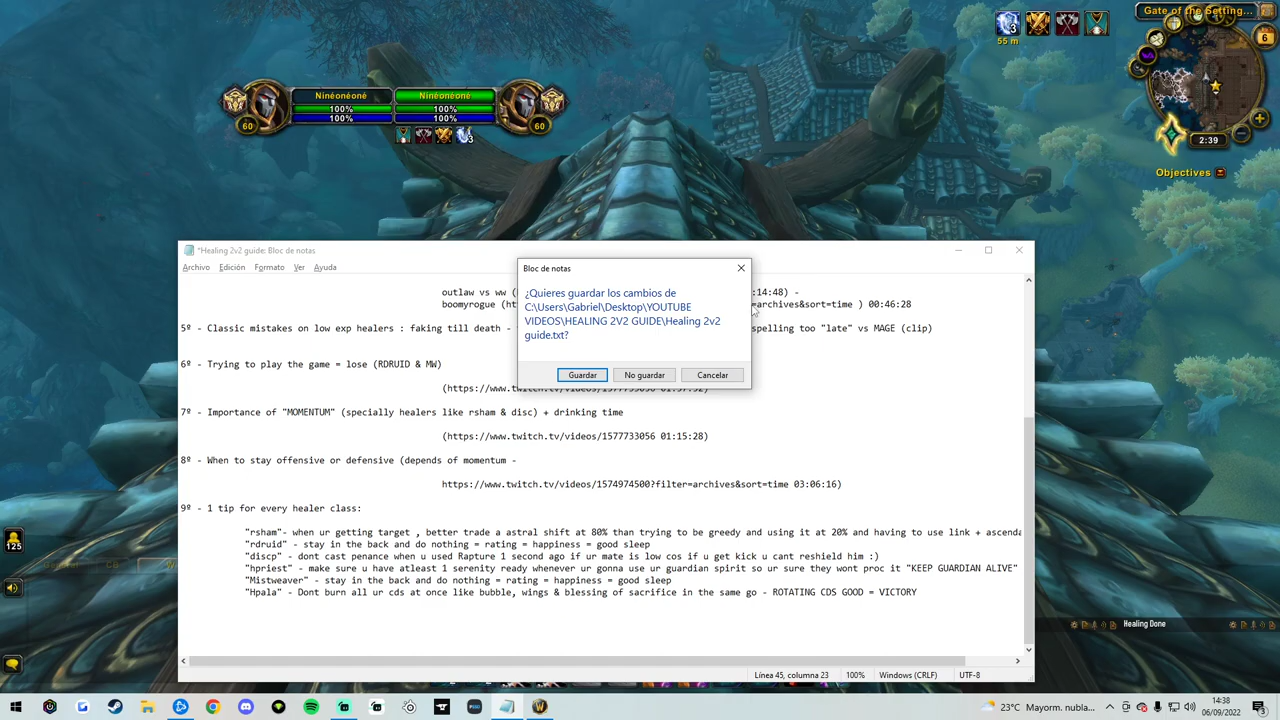 Gate of the Setting...
3
55 m
6
Ninéonéoné
Ninéonéoné
100%
100%
100%
100%
60
60
3
2:39
Objectives
*Healing 2v2 guide: Bloc de notas
Archivo Edición Formato Ver Ayuda
Bloc de notas
¿Quieres guardar los cambios de
C:\Users\Gabriel\Desktop\YOUTUBE
VIDEOS\HEALING 2V2 GUIDE\Healing 2v2
guide.txt?
Guardar No guardar Cancelar
outlaw vs ww ( :14:48) -
boomyrogue (ht =archives&sort=time ) 00:46:28
5º - Classic mistakes on low exp healers : faking till death - spelling too "late" vs MAGE (clip)
6º - Trying to play the game = lose (RDRUID & MW)
7º - Importance of "MOMENTUM" (specially healers like rsham & disc) + drinking time
(https://www.twitch.tv/videos/1577733056 01:15:28)
8º - When to stay offensive or defensive (depends of momentum -
https://www.twitch.tv/videos/1574974500?filter=archives&sort=time 03:06:16)
9º - 1 tip for every healer class:
"rsham"- when ur getting target , better trade a astral shift at 80% than trying to be greedy and using it at 20% and having to use link + ascenda
"rdruid" - stay in the back and do nothing = rating = happiness = good sleep
"discp" - dont cast penance when u used Rapture 1 second ago if ur mate is low cos if u get kick u cant reshield him :)
"hpriest" - make sure u have atleast 1 serenity ready whenever ur gonna use ur guardian spirit so ur sure they wont proc it "KEEP GUARDIAN ALIVE"
"Mistweaver" - stay in the back and do nothing = rating = happiness = good sleep
"Hpala" - Dont burn all ur cds at once like bubble, wings & blessing of sacrifice in the same go - ROTATING CDS GOOD = VICTORY
125
General
Healing Done
Línea 45, columna 23 100% Windows (CRLF) UTF-8
23°C Mayorm. nubla...
14:38
06/09/2022
3